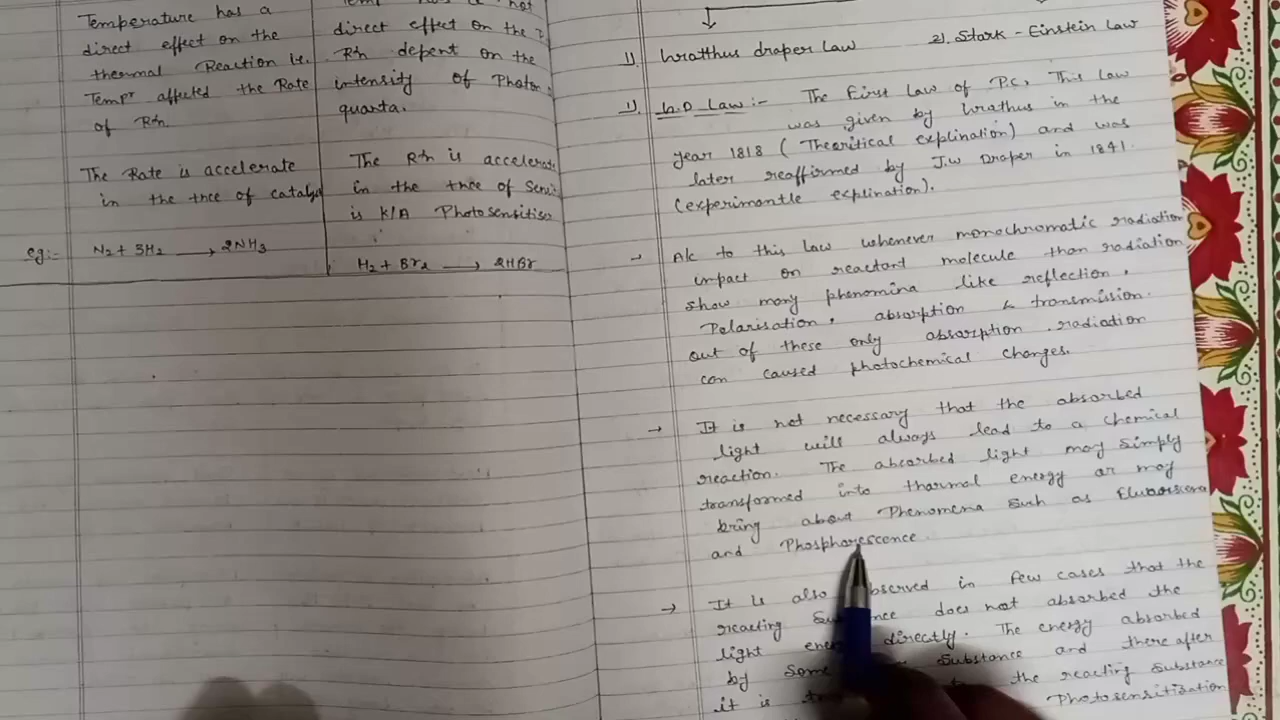 Temperature has a
direct effect on the
thermal Reaction i.e.
Tempr affected the Rate
of Rxn.
The Rate is accelerate
in the tnce of catalys
eg:- N2 + 3H2 → 2NH3
direct effect on the
Rxn depent on the
intensity of Photon
quanta.
The Rxn is accelerate
in the tnce of Sensi
is K/A Photosensitiser
H2 + Br2 → 2HBr
1) Grotthus draper Law 2). Stark - Einstein Law
1). G.D Law :- The First Law of P.C, This Law
was given by Grothus in the
year 1818 ( Theoritical explination) and was
later reaffirmed by J.W Draper in 1841.
(experimantle explination).
→ A/c to this law whenever monochromatic radiation
impact on reactant molecule than radiation
show many phenomina like reflection,
Polarisation, absorption & transmission.
out of these only absorption radiation
can caused photochemical changes.
→ It is not necessary that the absorbed
light will always lead to a chemical
reaction. The absorbed light may simply
transformed into tharmal energy or may
bring about Phenomena Such as
and Phosphorescence.
→ It is also observed in few cases that the
reacting does not absorbed the
light directly. The energy absorbed
by some substance and there after
it is the reacting substance
Photosensitization